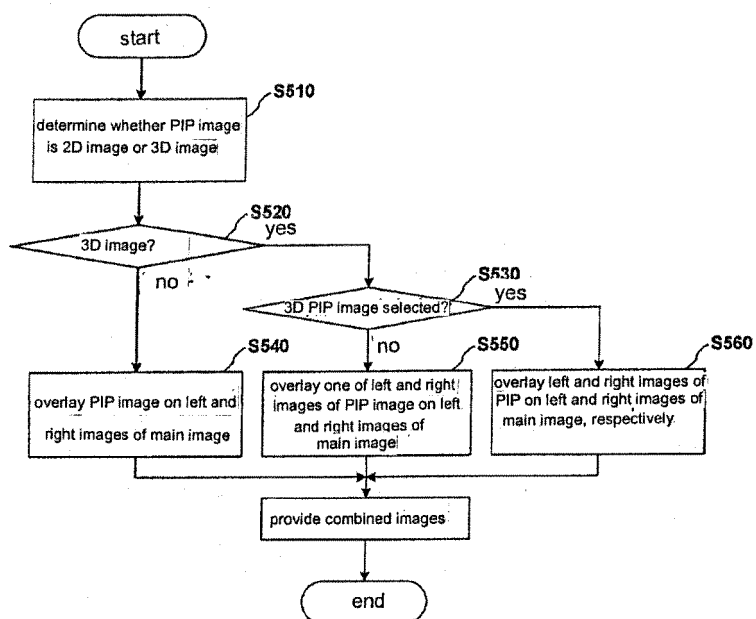 start
S510
determine whether PIP image
is 2D image or 3D image
S520
3D image?
yes
no
S530
3D PIP image selected?
yes
no
S540
overlay PIP image on left and
right images of main image
S550
overlay one of left and right
images of PIP image on left
and right images of
main image
S560
overlay left and right images of
PIP on left and right images of
main image, respectively
provide combined images
end